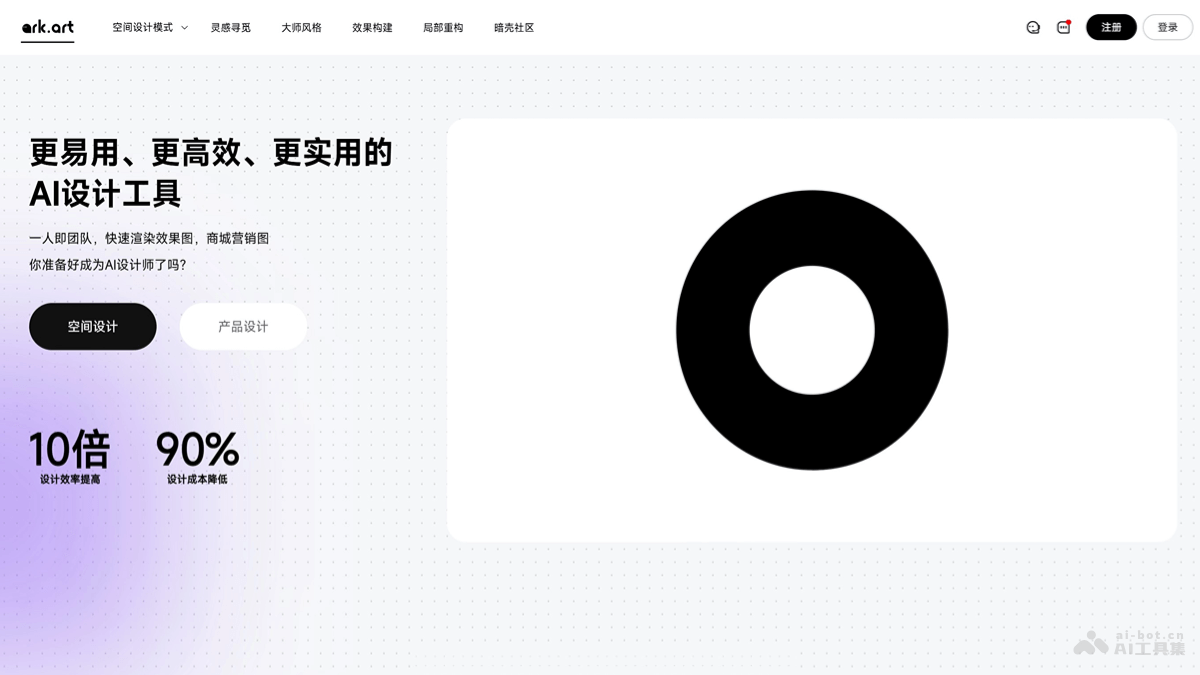 ark.art
空间设计模式
灵感寻觅
大师风格
效果构建
局部重构
暗壳社区
注册
登录
更易用、更高效、更实用的
AI设计工具
一人即团队，快速渲染效果图，商城营销图
你准备好成为AI设计师了吗？
空间设计
产品设计
10倍
90%
设计效率提高
设计成本降低
ai-bot.cn
AI工具集